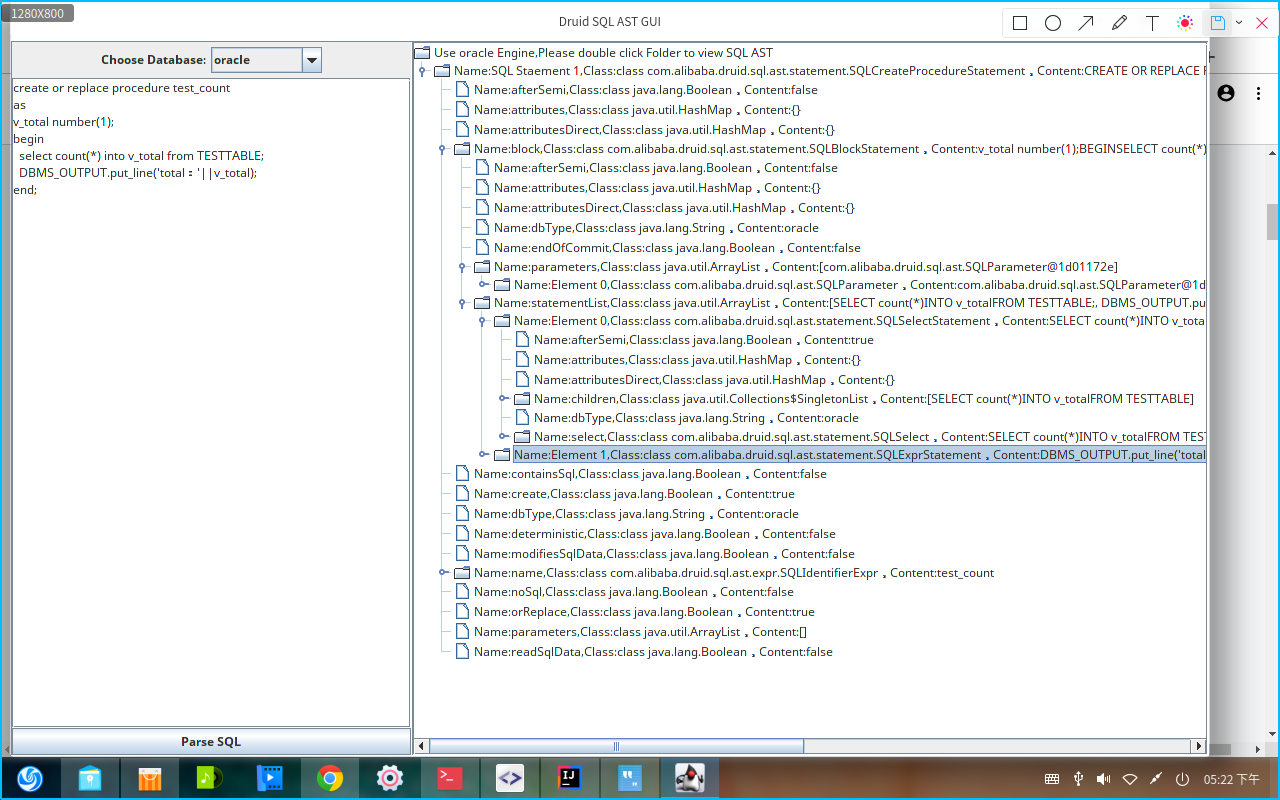 1280X800
Druid SQL AST GUI
Choose Database: oracle
create or replace procedure test_count
as
v_total number(1);
begin
select count(*) into v_total from TESTTABLE;
DBMS_OUTPUT.put_line('total：'||v_total);
end;
Parse SQL
Use oracle Engine,Please double click Folder to view SQL AST
Name:SQL Staement 1,Class:class com.alibaba.druid.sql.ast.statement.SQLCreateProcedureStatement，Content:CREATE OR REPLACE
Name:afterSemi,Class:class java.lang.Boolean，Content:false
Name:attributes,Class:class java.util.HashMap，Content:{}
Name:attributesDirect,Class:class java.util.HashMap，Content:{}
Name:block,Class:class com.alibaba.druid.sql.ast.statement.SQLBlockStatement，Content:v_total number(1);BEGINSELECT count(*)
Name:afterSemi,Class:class java.lang.Boolean，Content:false
Name:attributes,Class:class java.util.HashMap，Content:{}
Name:attributesDirect,Class:class java.util.HashMap，Content:{}
Name:dbType,Class:class java.lang.String，Content:oracle
Name:endOfCommit,Class:class java.lang.Boolean，Content:false
Name:parameters,Class:class java.util.ArrayList，Content:[com.alibaba.druid.sql.ast.SQLParameter@1d01172e]
Name:Element 0,Class:class com.alibaba.druid.sql.ast.SQLParameter，Content:com.alibaba.druid.sql.ast.SQLParameter@1d
Name:statementList,Class:class java.util.ArrayList，Content:[SELECT count(*)INTO v_totalFROM TESTTABLE;, DBMS_OUTPUT.pu
Name:Element 0,Class:class com.alibaba.druid.sql.ast.statement.SQLSelectStatement，Content:SELECT count(*)INTO v_tota
Name:afterSemi,Class:class java.lang.Boolean，Content:true
Name:attributes,Class:class java.util.HashMap，Content:{}
Name:attributesDirect,Class:class java.util.HashMap，Content:{}
Name:children,Class:class java.util.Collections$SingletonList，Content:[SELECT count(*)INTO v_totalFROM TESTTABLE]
Name:dbType,Class:class java.lang.String，Content:oracle
Name:select,Class:class com.alibaba.druid.sql.ast.statement.SQLSelect，Content:SELECT count(*)INTO v_totalFROM TES
Name:Element 1,Class:class com.alibaba.druid.sql.ast.statement.SQLExprStatement，Content:DBMS_OUTPUT.put_line('total
Name:containsSql,Class:class java.lang.Boolean，Content:false
Name:create,Class:class java.lang.Boolean，Content:true
Name:dbType,Class:class java.lang.String，Content:oracle
Name:deterministic,Class:class java.lang.Boolean，Content:false
Name:modifiesSqlData,Class:class java.lang.Boolean，Content:false
Name:name,Class:class com.alibaba.druid.sql.ast.expr.SQLIdentifierExpr，Content:test_count
Name:noSql,Class:class java.lang.Boolean，Content:false
Name:orReplace,Class:class java.lang.Boolean，Content:true
Name:parameters,Class:class java.util.ArrayList，Content:[]
Name:readSqlData,Class:class java.lang.Boolean，Content:false
05:22 下午